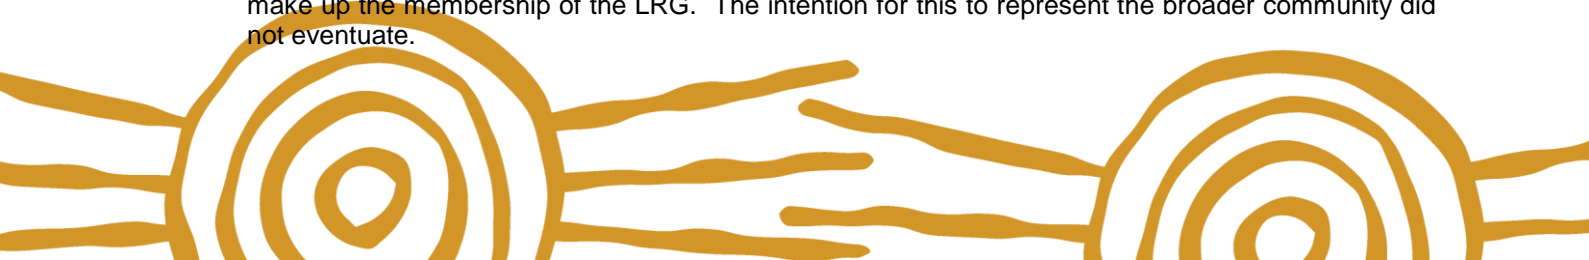 make up the membership of the LRG.  The intention for this to represent the broader community did
not eventuate.